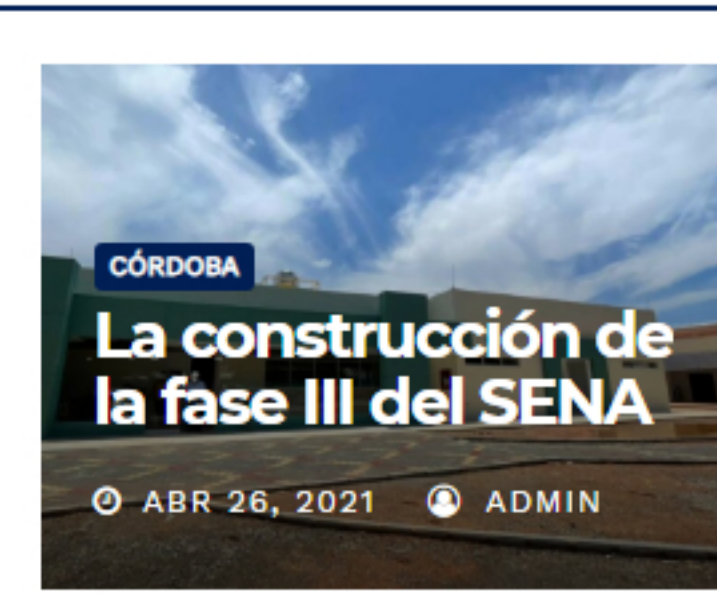 CÓRDOBA
La construcción de
la fase III del SENA
ABR 26, 2021 ADMIN